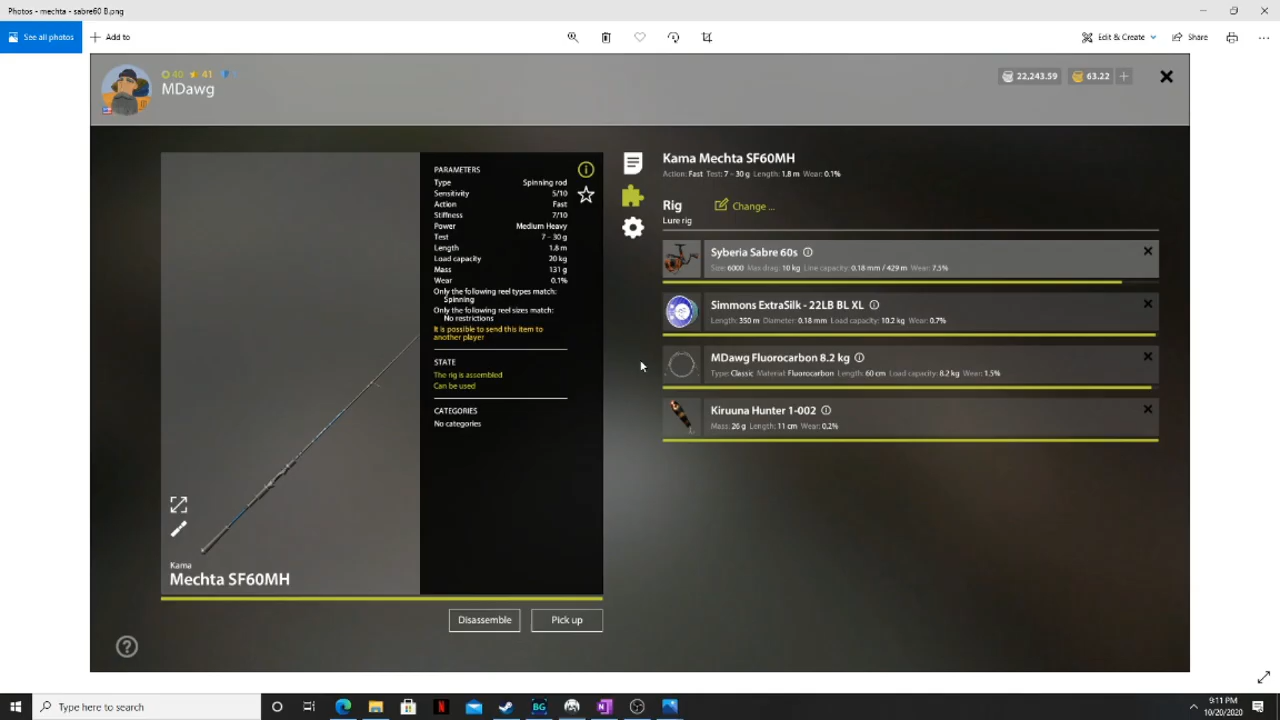 Photos - mechta - sabre60 B.png
See all photos
Add to
Edit & Create
Share
40 41
MDawg
22,243.59
63.22
PARAMETERS
Type Spinning rod
Sensitivity 5/10
Action Fast
Stiffness 7/10
Power Medium Heavy
Test 7 - 30 g
Length 1.8 m
Load capacity 20 kg
Mass 131 g
Wear 0.1%
Only the following reel types match:
Spinning
Only the following reel sizes match:
No restrictions
It is possible to send this item to
another player
STATE
The rig is assembled
Can be used
CATEGORIES
No categories
Kama
Mechta SF60MH
Disassemble
Pick up
Kama Mechta SF60MH
Action: Fast Test: 7 - 30 g Length: 1.8 m Wear: 0.1%
Rig
Change ...
Lure rig
Syberia Sabre 60s
Size: 6000 Max drag: 10 kg Line capacity: 0.18 mm / 429 m Wear: 7.5%
Simmons ExtraSilk - 22LB BL XL
Length: 350 m Diameter: 0.18 mm Load capacity: 10.2 kg Wear: 0.7%
MDawg Fluorocarbon 8.2 kg
Type: Classic Material: Fluorocarbon Length: 60 cm Load capacity: 8.2 kg Wear: 1.5%
Kiruuna Hunter 1-002
Mass: 26 g Length: 11 cm Wear: 0.2%
Type here to search
9:11 PM
10/20/2020